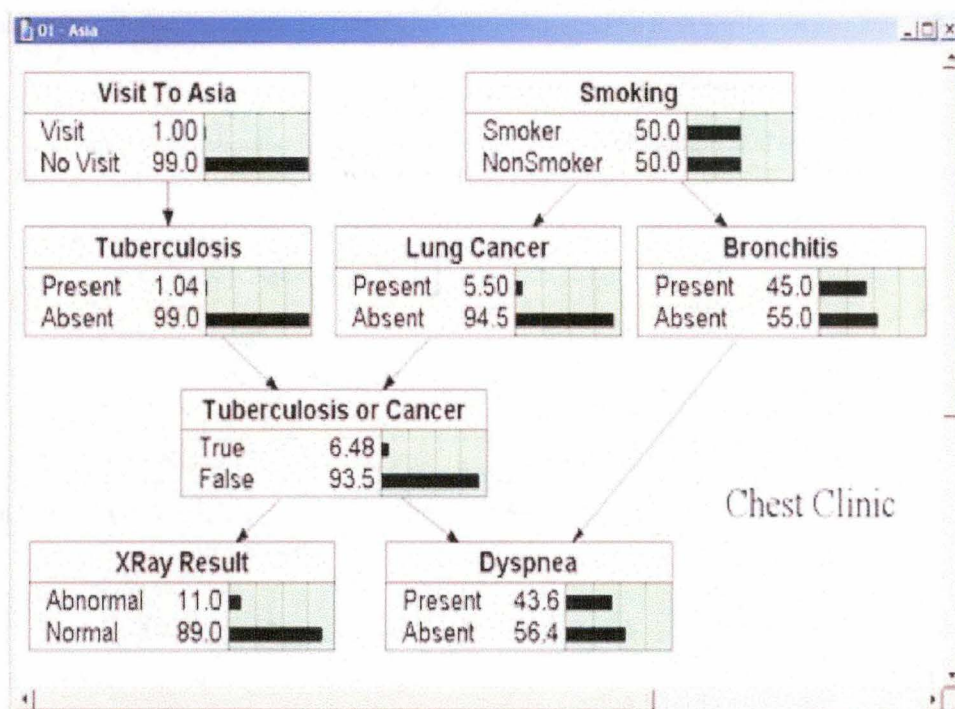 01 - Asia
Visit To Asia
Visit 1.00
No Visit 99.0
Smoking
Smoker 50.0
NonSmoker 50.0
Tuberculosis
Present 1.04
Absent 99.0
Lung Cancer
Present 5.50
Absent 94.5
Bronchitis
Present 45.0
Absent 55.0
Tuberculosis or Cancer
True 6.48
False 93.5
Chest Clinic
XRay Result
Abnormal 11.0
Normal 89.0
Dyspnea
Present 43.6
Absent 56.4